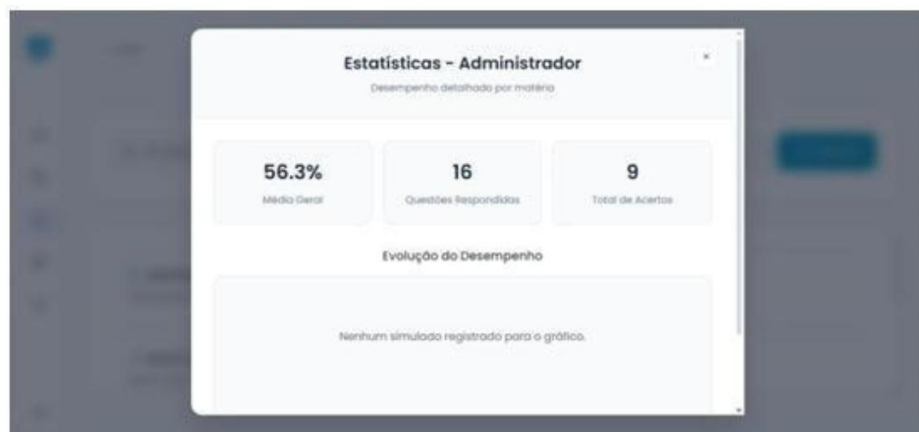 Estatísticas - Administrador
×
Desempenho detalhado por matéria
56.3%
Média Geral
16
Questões Respondidas
9
Total de Acertos
Evolução do Desempenho
Nenhum simulado registrado para o gráfico.